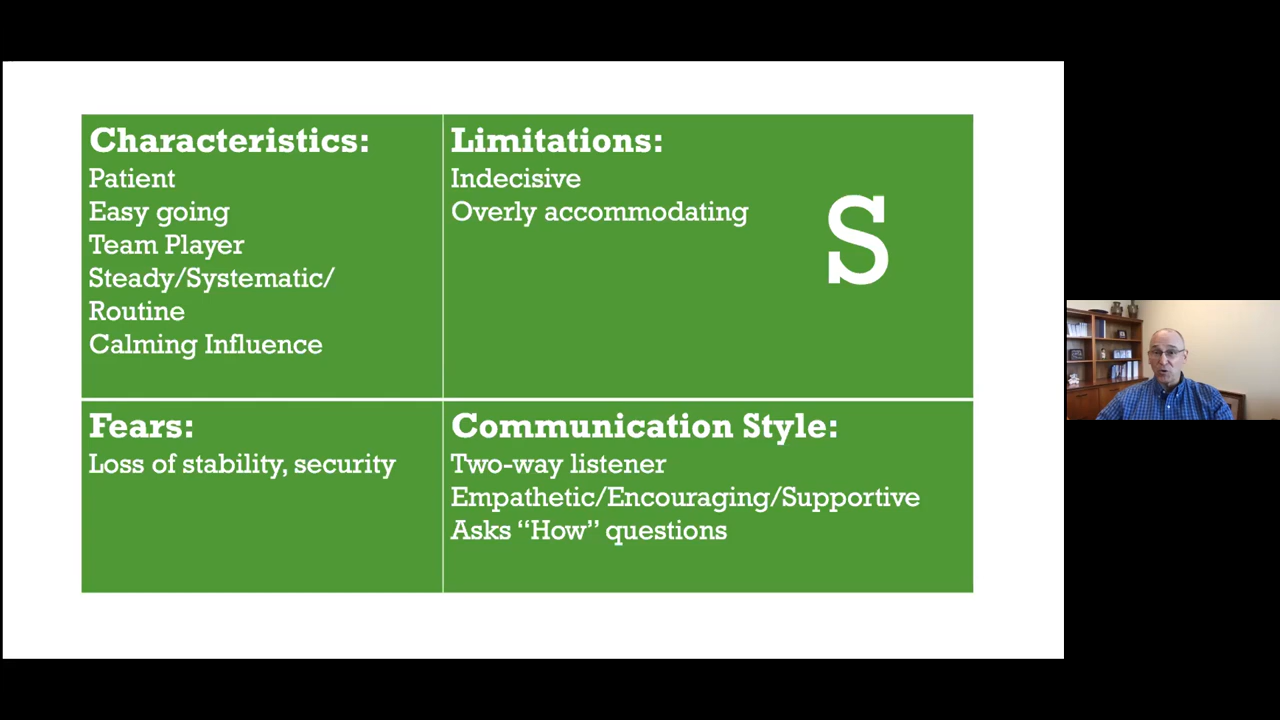 Characteristics:
Patient
Easy going
Team Player
Steady/Systematic/
Routine
Calming Influence
Limitations:
Indecisive
Overly accommodating
S
Fears:
Loss of stability, security
Communication Style:
Two-way listener
Empathetic/Encouraging/Supportive
Asks “How” questions